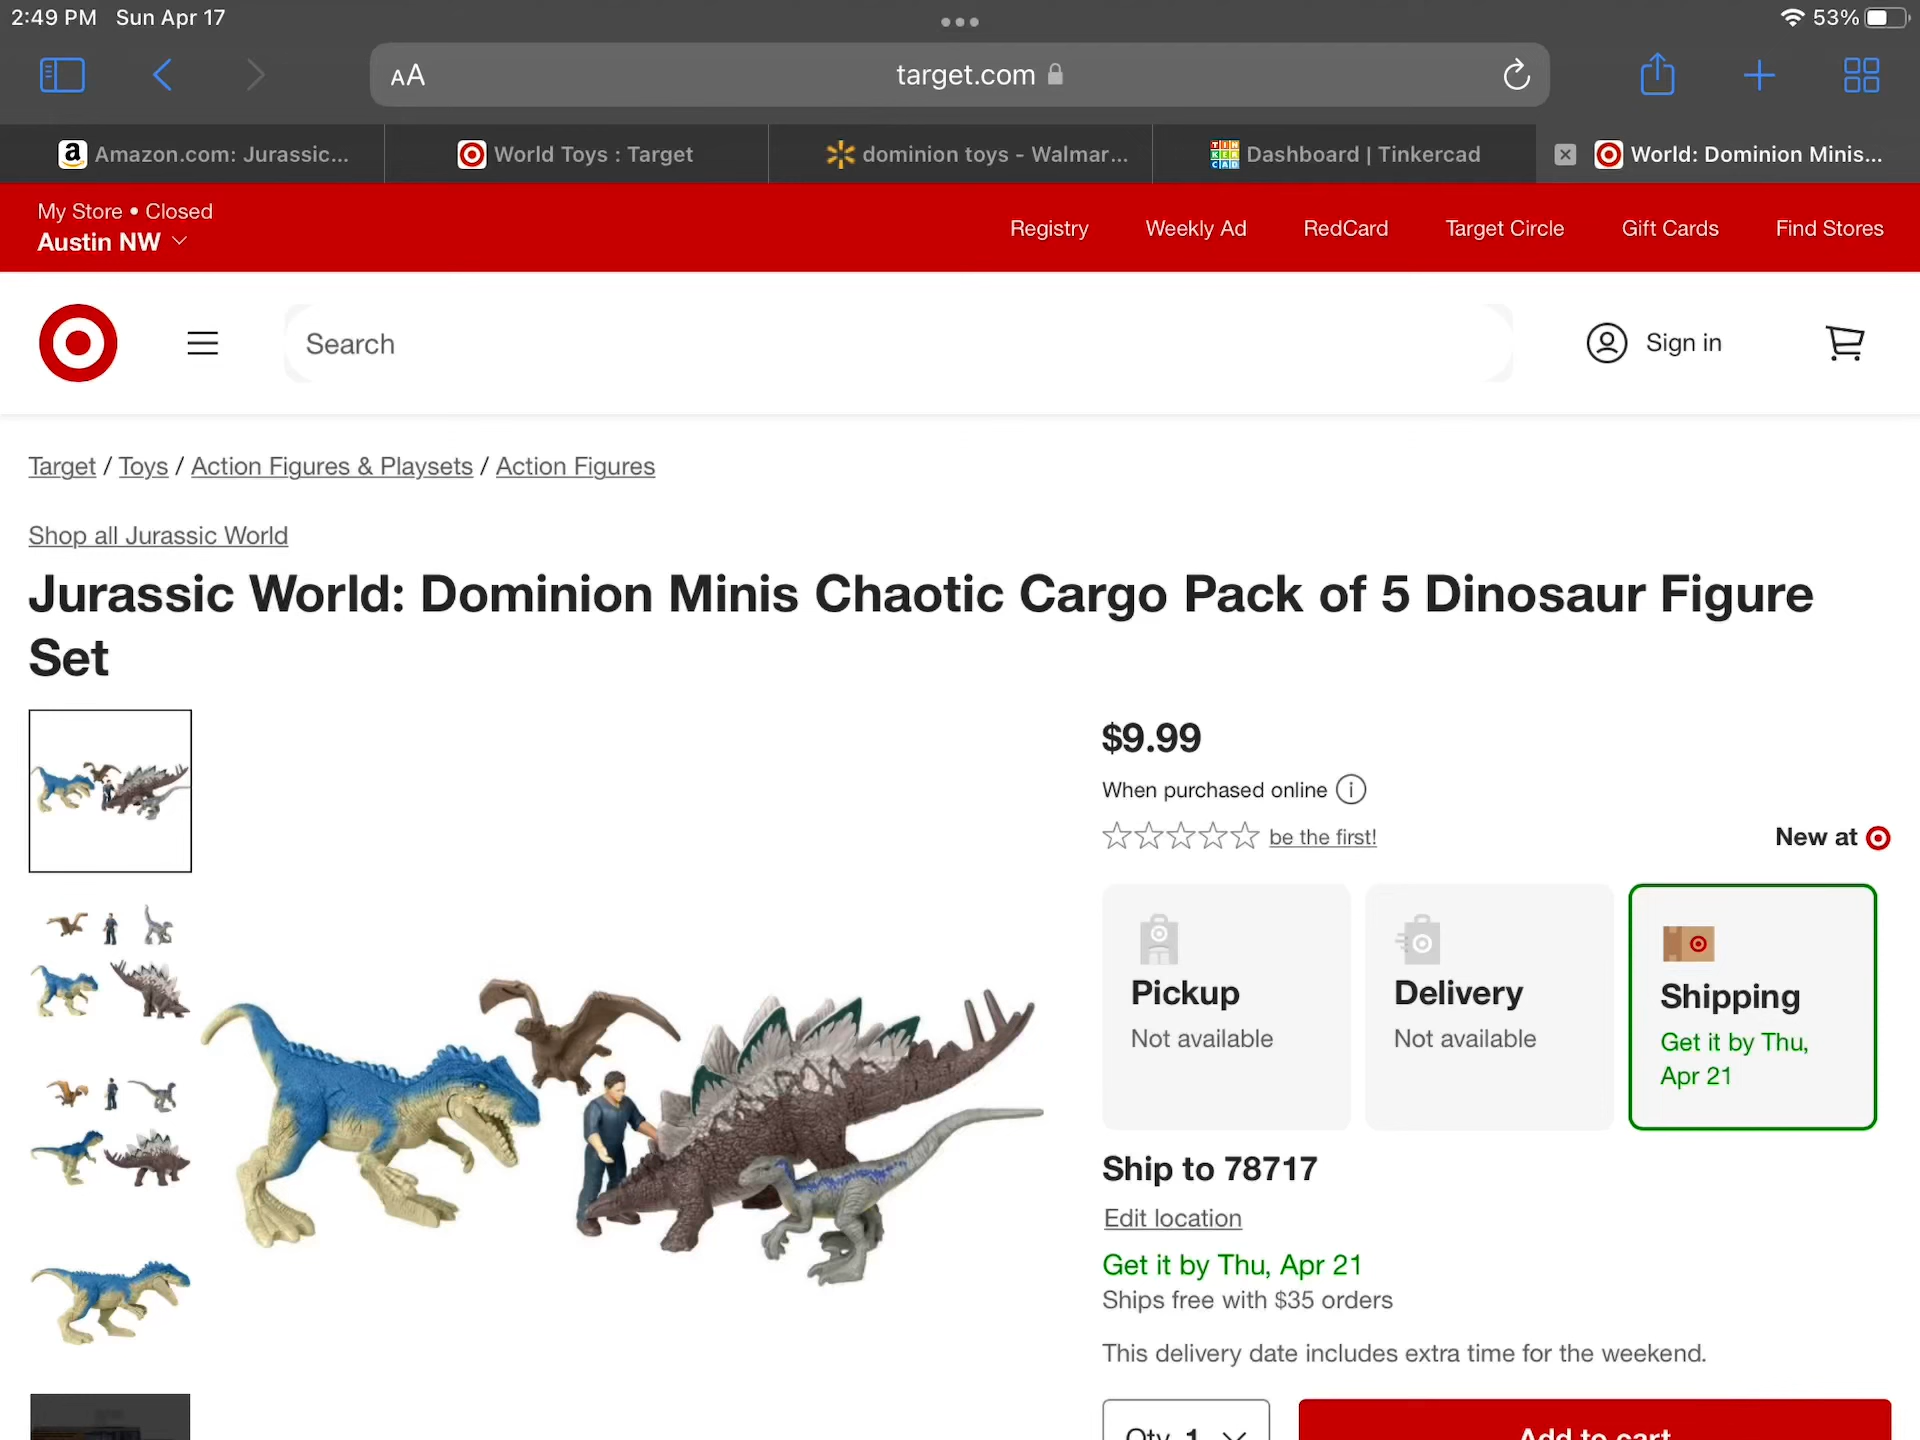 2:49 PM Sun Apr 17
53%
AA
target.com
Amazon.com: Jurassic...
World Toys : Target
dominion toys - Walmar...
Dashboard | Tinkercad
World: Dominion Minis...
My Store • Closed
Austin NW
Registry
Weekly Ad
RedCard
Target Circle
Gift Cards
Find Stores
Search
Sign in
Target / Toys / Action Figures & Playsets / Action Figures
Shop all Jurassic World
Jurassic World: Dominion Minis Chaotic Cargo Pack of 5 Dinosaur Figure
Set
$9.99
When purchased online
be the first!
New at
Pickup
Not available
Delivery
Not available
Shipping
Get it by Thu,
Apr 21
Ship to 78717
Edit location
Get it by Thu, Apr 21
Ships free with $35 orders
This delivery date includes extra time for the weekend.
Qty 1
Add to cart